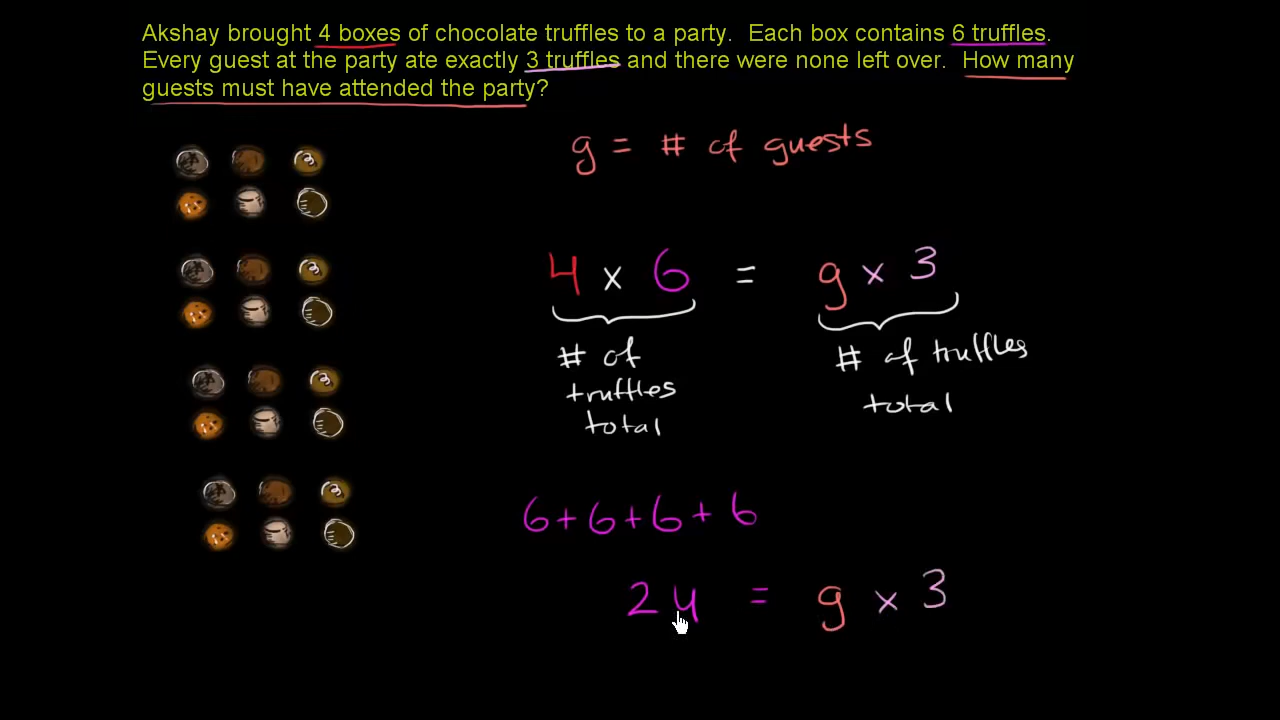 Akshay brought 4 boxes of chocolate truffles to a party. Each box contains 6 truffles.
Every guest at the party ate exactly 3 truffles and there were none left over. How many
guests must have attended the party?
g = # of guests
4 x 6 = g x 3
# of
truffles
total
# of truffles
total
6+6+6+6
24 = g x 3